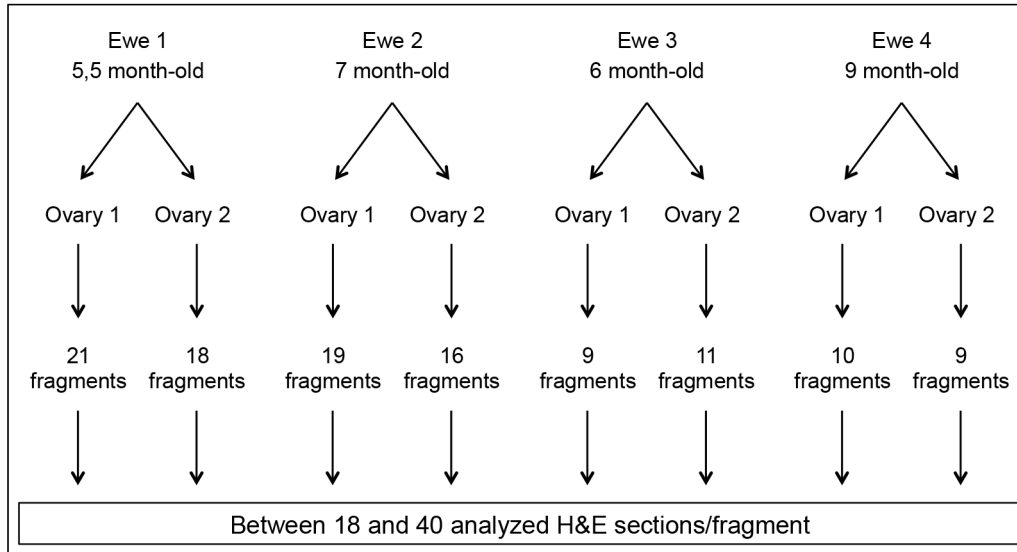 Ewe 1
5,5 month-old
Ewe 2
7 month-old
Ewe 3
6 month-old
Ewe 4
9 month-old
Ovary 1
Ovary 2
Ovary 1
Ovary 2
Ovary 1
Ovary 2
Ovary 1
Ovary 2
21
fragments
18
fragments
19
fragments
16
fragments
9
fragments
11
fragments
10
fragments
9
fragments
Between 18 and 40 analyzed H&E sections/fragment